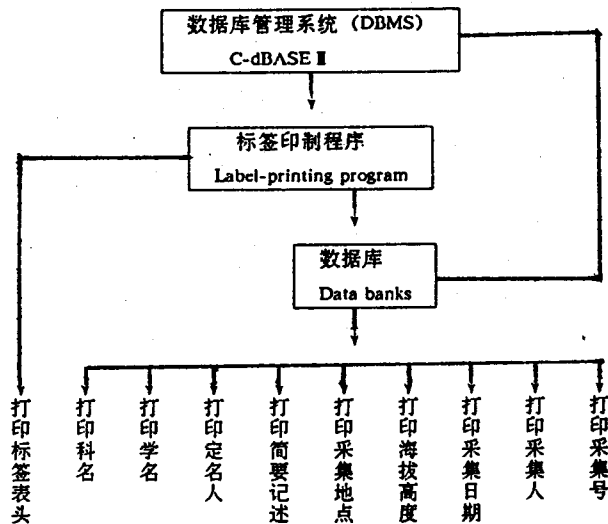 数据库管理系统（DBMS）
C-dBASE Ⅲ
标签印制程序
Label-printing program
数据库
Data banks
打印标签表头
打印科名
打印学名
打印定名人
打印简要记述
打印采集地点
打印海拔高度
打印采集日期
打印采集人
打印采集号